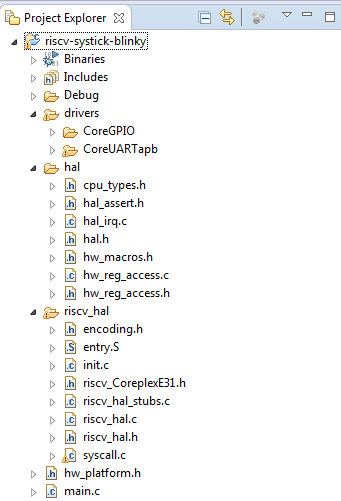 Project Explorer
riscv-systick-blinky
Binaries
Includes
Debug
drivers
CoreGPIO
CoreUARTapb
hal
cpu_types.h
hal_assert.h
hal_irq.c
hal.h
hw_macros.h
hw_reg_access.c
hw_reg_access.h
riscv_hal
encoding.h
entry.S
init.c
riscv_CoreplexE31.h
riscv_hal_stubs.c
riscv_hal.c
riscv_hal.h
syscall.c
hw_platform.h
main.c